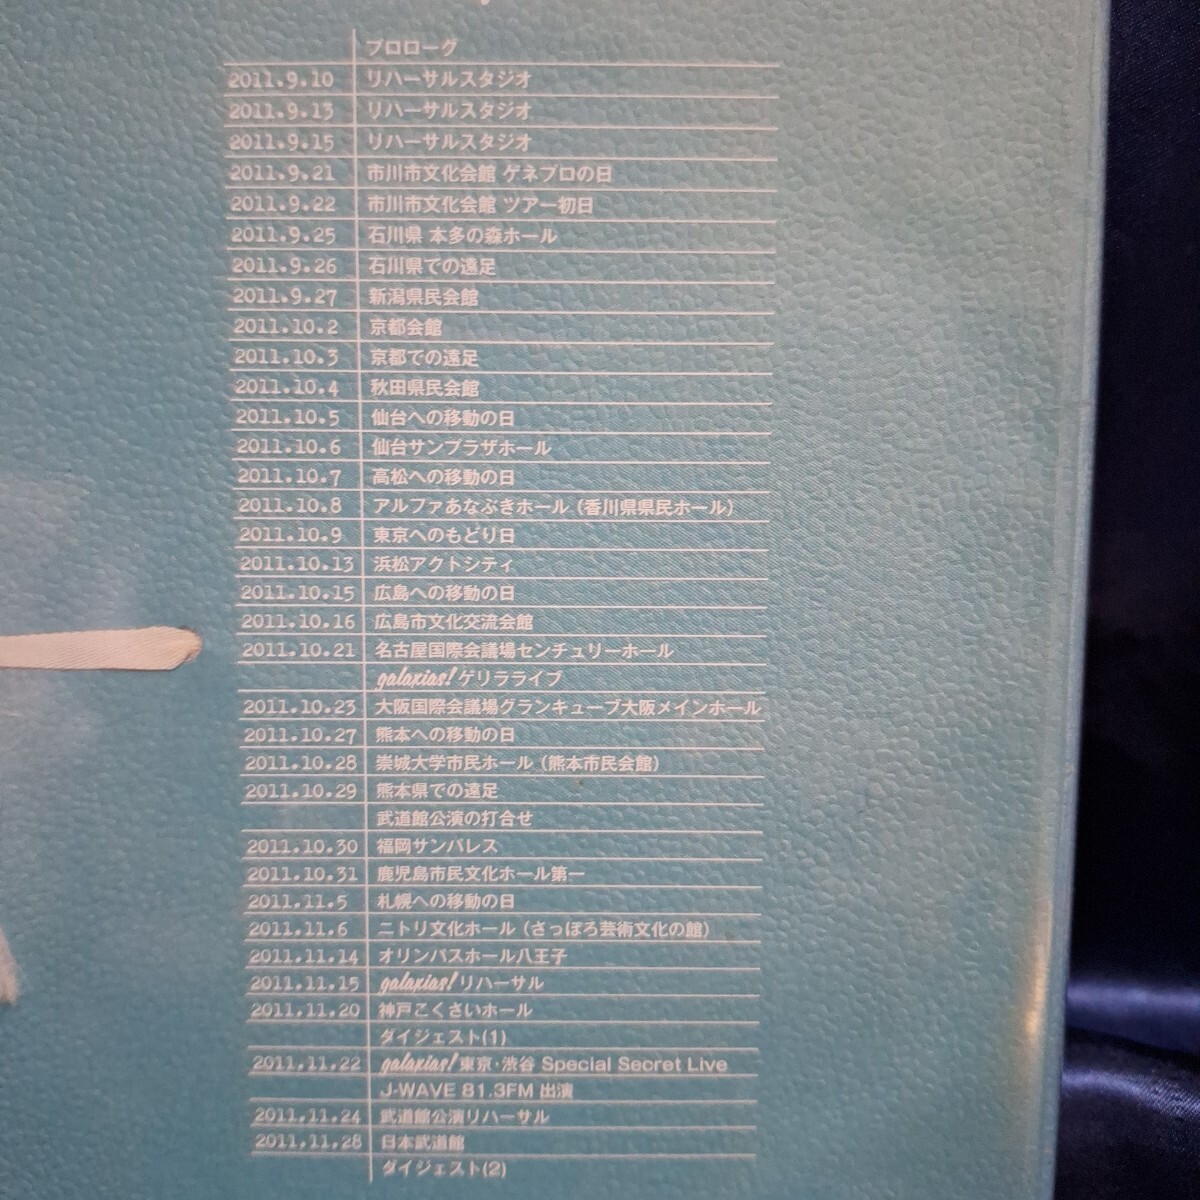 プロローグ
2011.9.10 リハーサルスタジオ
2011.9.13 リハーサルスタジオ
2011.9.15 リハーサルスタジオ
2011.9.21 市川市文化会館 ゲネプロの日
2011.9.22 市川市文化会館 ツアー初日
2011.9.25 石川県 本多の森ホール
2011.9.26 石川県での遠足
2011.9.27 新潟県民会館
2011.10.2 京都会館
2011.10.3 京都での遠足
2011.10.4 秋田県民会館
2011.10.5 仙台への移動の日
2011.10.6 仙台サンプラザホール
2011.10.7 高松への移動の日
2011.10.8 アルファあなぶきホール（香川県県民ホール）
2011.10.9 東京へのもどり日
2011.10.13 浜松アクトシティ
2011.10.15 広島への移動の日
2011.10.16 広島市文化交流会館
2011.10.21 名古屋国際会議場センチュリーホール
galaxias!ゲリラライブ
2011.10.23 大阪国際会議場グランキューブ大阪メインホール
2011.10.27 熊本への移動の日
2011.10.28 崇城大学市民ホール（熊本市民会館）
2011.10.29 熊本県での遠足
武道館公演の打合せ
2011.10.30 福岡サンパレス
2011.10.31 鹿児島市民文化ホール第一
2011.11.5 札幌への移動の日
2011.11.6 ニトリ文化ホール（さっぽろ芸術文化の館）
2011.11.14 オリンパスホール八王子
2011.11.15 galaxias!リハーサル
2011.11.20 神戸こくさいホール
ダイジェスト(1)
2011.11.22 galaxias!東京・渋谷 Special Secret Live
J-WAVE 81.3FM 出演
2011.11.24 武道館公演リハーサル
2011.11.28 日本武道館
ダイジェスト(2)